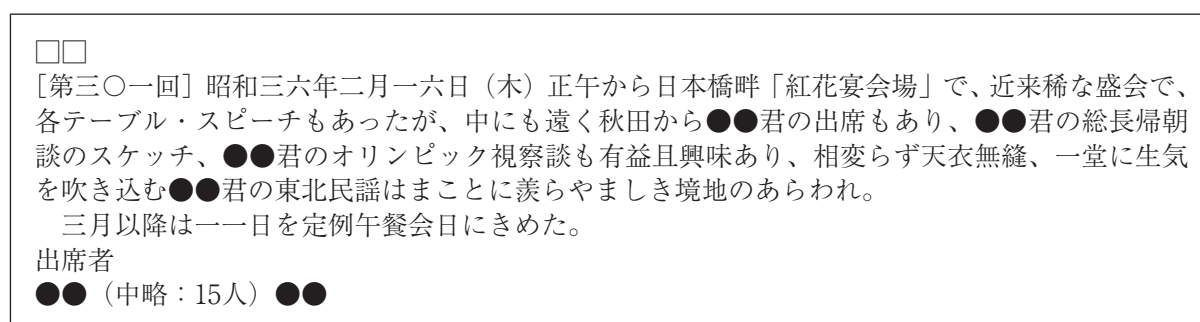 □□
［第三〇一回］昭和三六年二月一六日（木）正午から日本橋畔「紅花宴会場」で、近来稀な盛会で、
各テーブル・スピーチもあったが、中にも遠く秋田から●●君の出席もあり、●●君の総長帰朝
談のスケッチ、●●君のオリンピック視察談も有益且興味あり、相変らず天衣無縫、一堂に生気
を吹き込む●●君の東北民謡はまことに羨らやましき境地のあらわれ。
　三月以降は一一日を定例午餐会日にきめた。
出席者
●●（中略：15人）●●